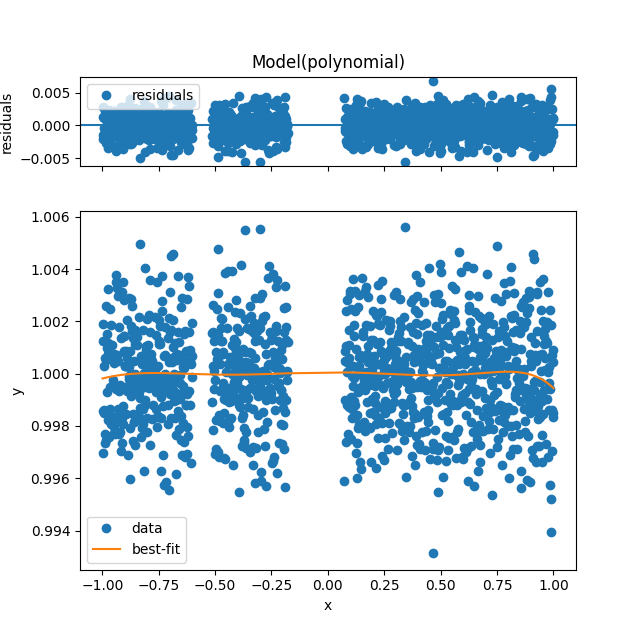 Model(polynomial)
residuals
0.005
0.000
−0.005
residuals
1.006
1.004
1.002
1.000
0.998
0.996
0.994
y
data
best-fit
−1.00 −0.75 −0.50 −0.25 0.00 0.25 0.50 0.75 1.00
x